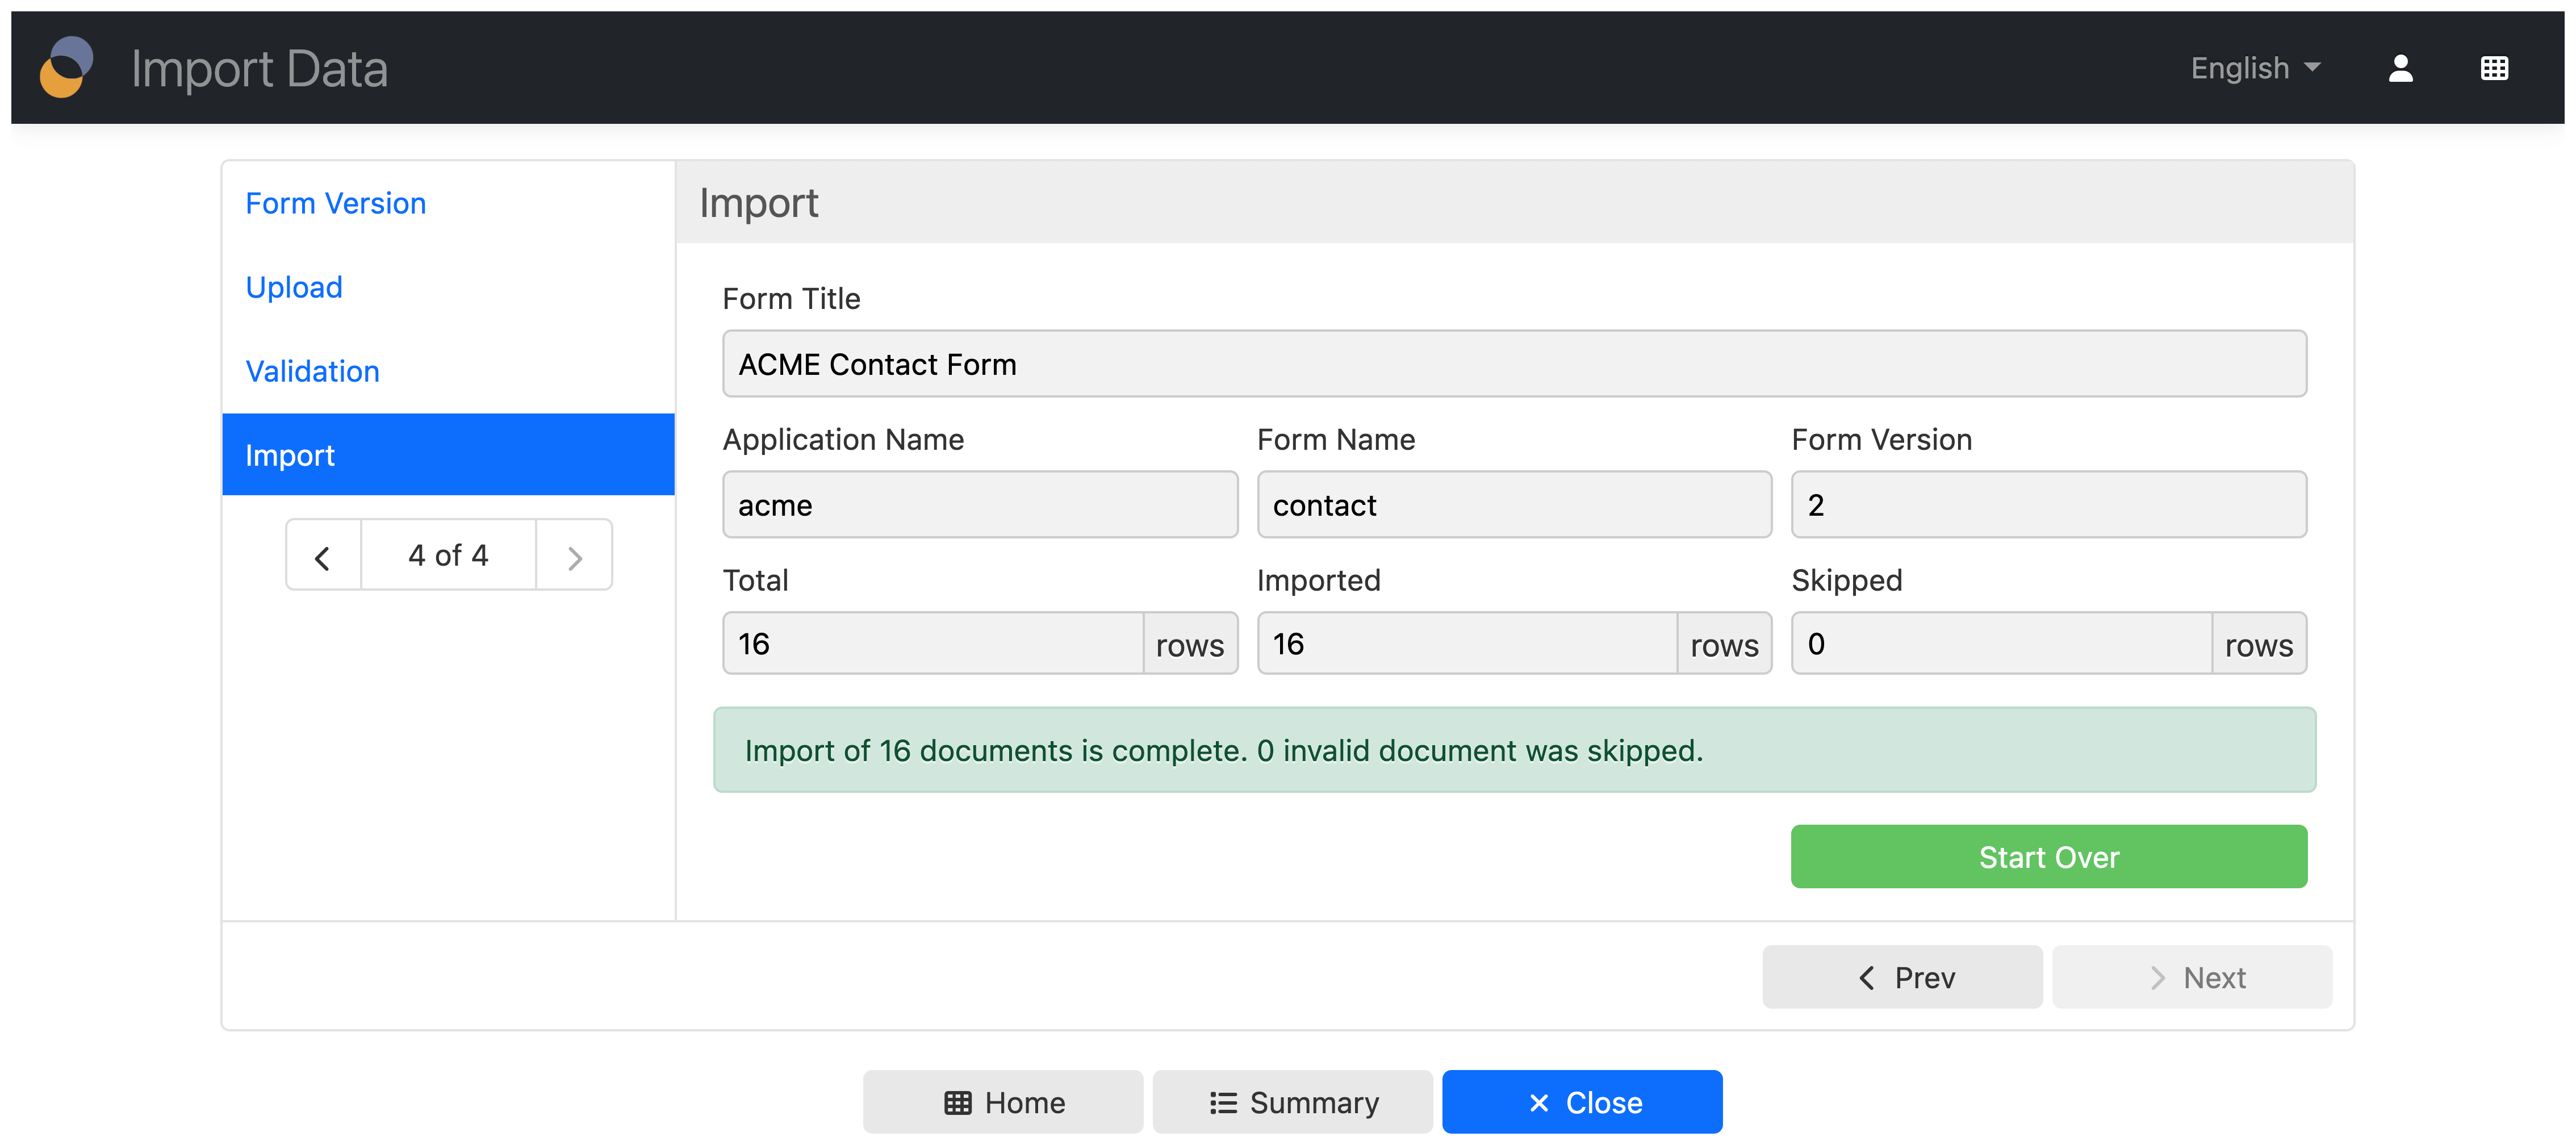 Import Data
English
Form Version
Upload
Validation
Import
4 of 4
Import
Form Title
ACME Contact Form
Application Name Form Name Form Version
acme contact 2
Total Imported Skipped
16 rows 16 rows 0 rows
Import of 16 documents is complete. 0 invalid document was skipped.
Start Over
Prev Next
Home Summary Close